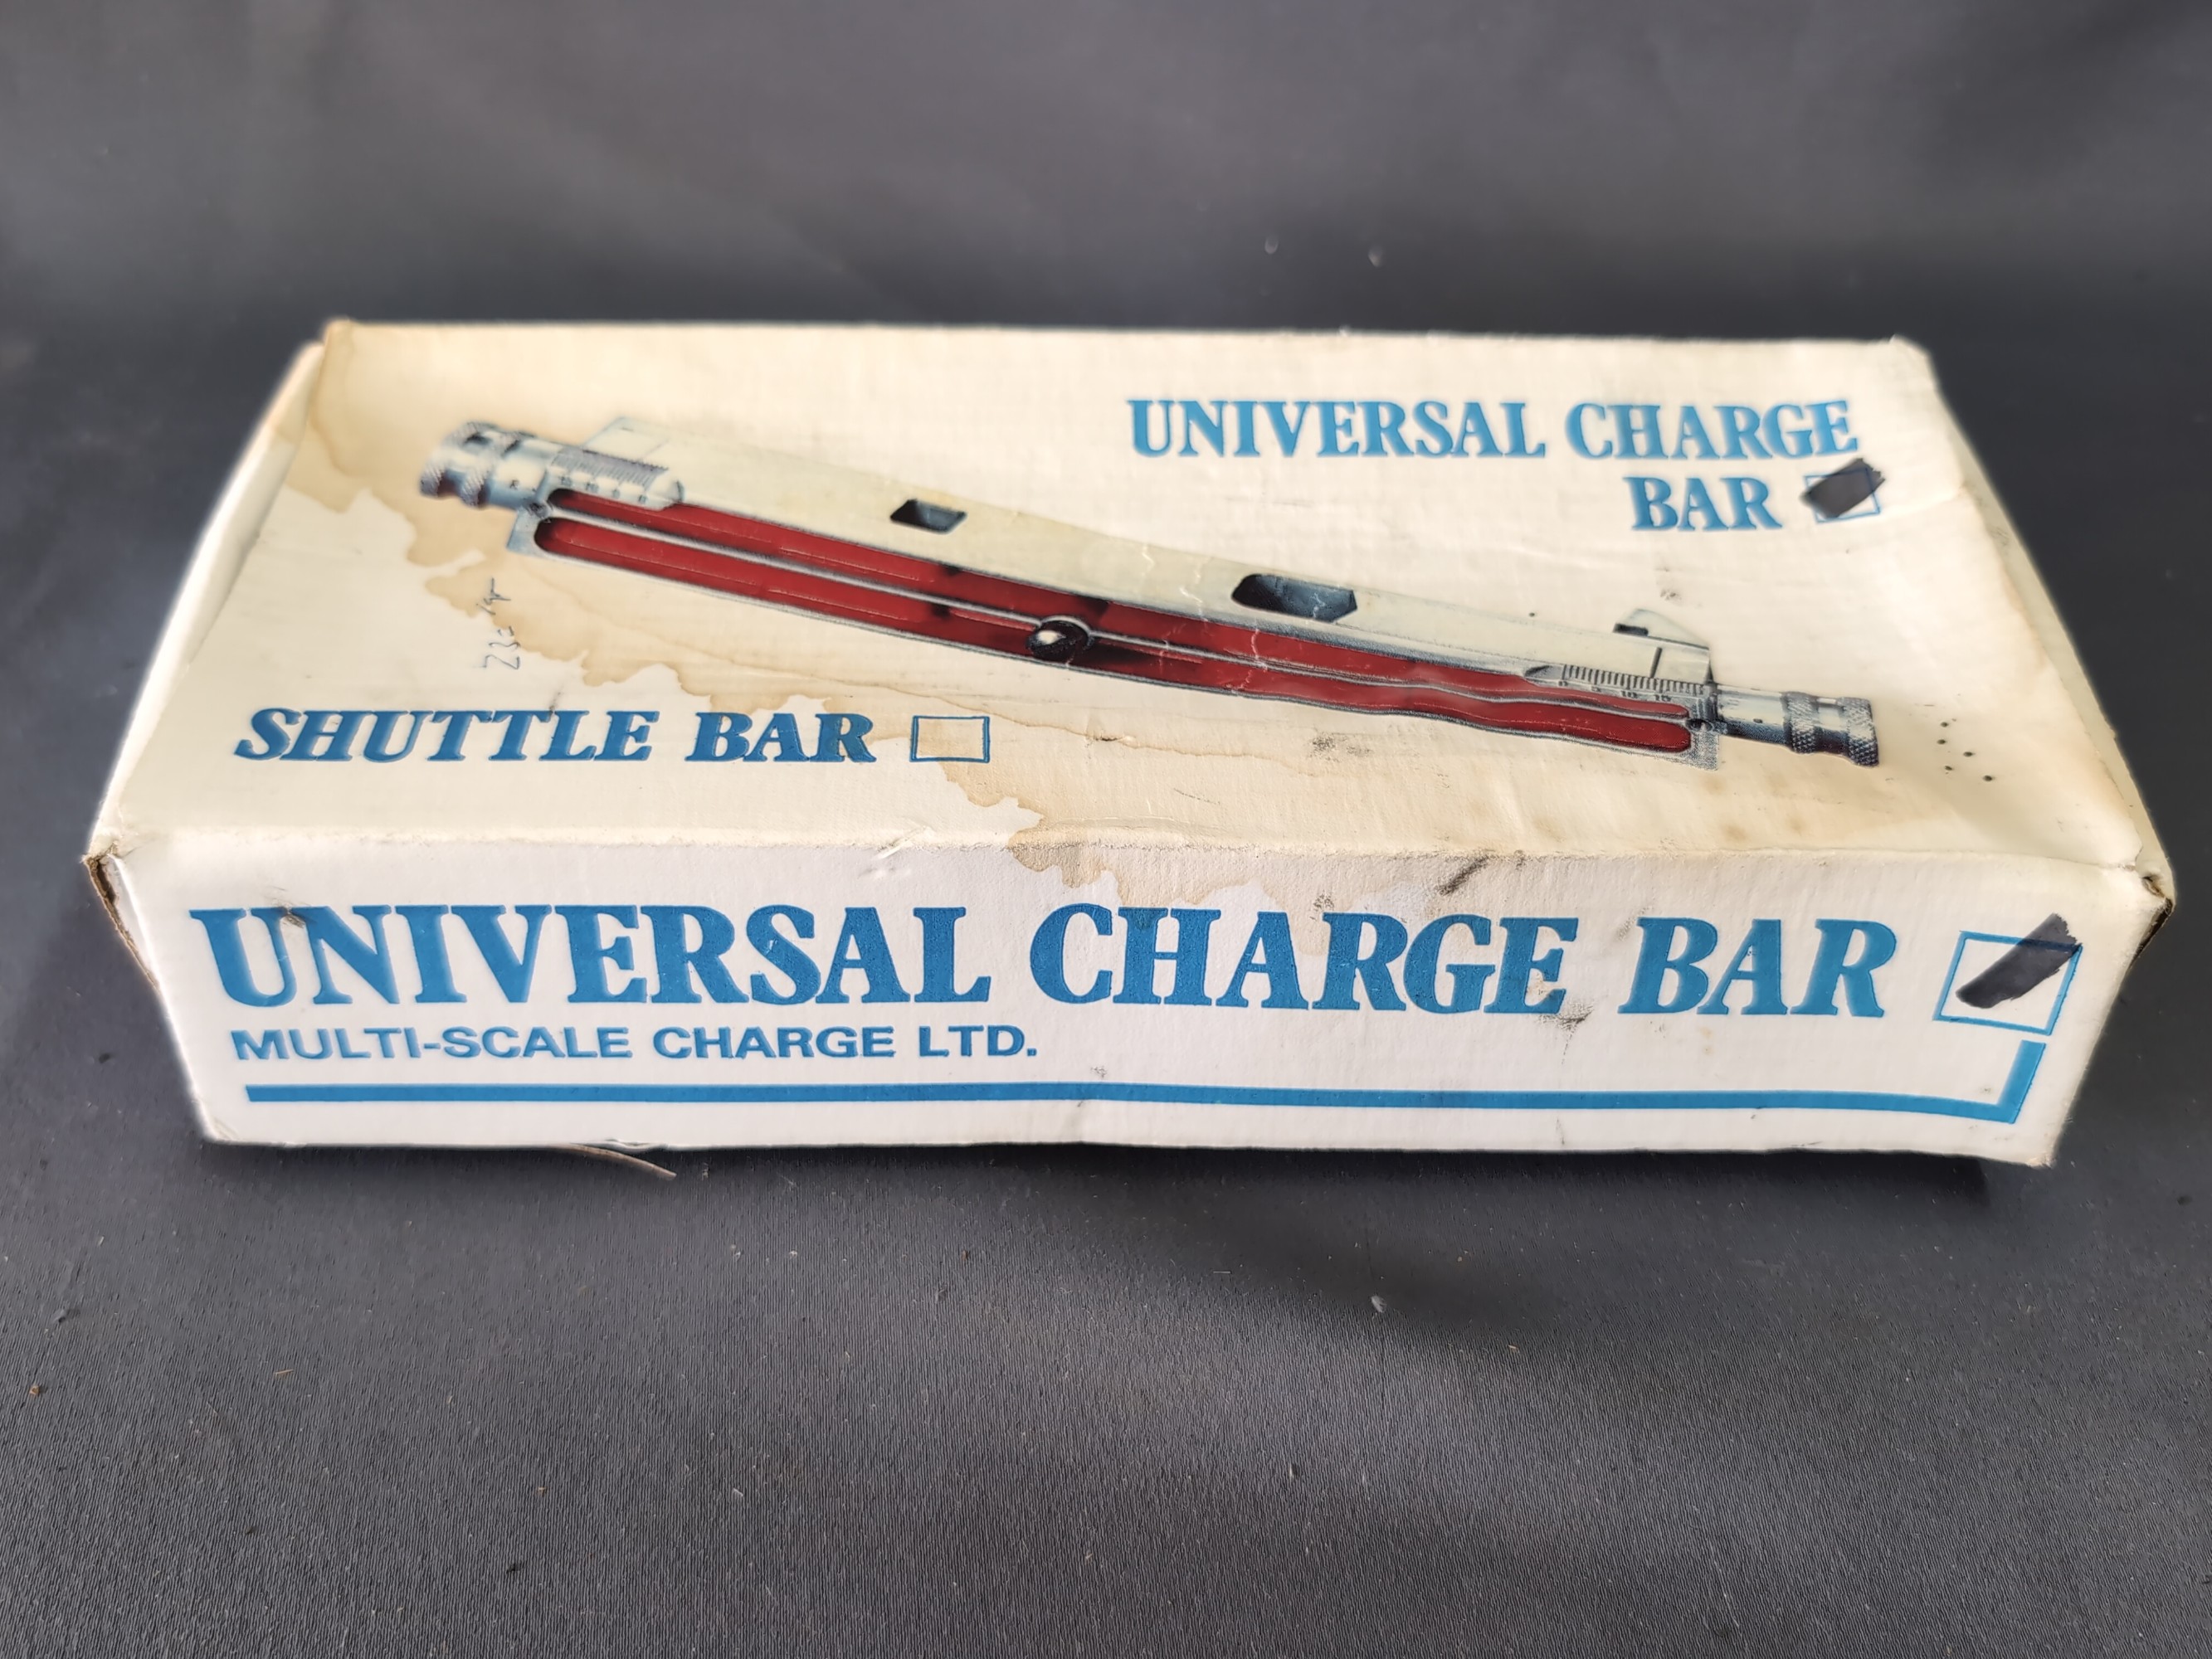 UNIVERSAL CHARGE
BAR
SHUTTLE BAR
UNIVERSAL CHARGE BAR
MULTI-SCALE CHARGE LTD.